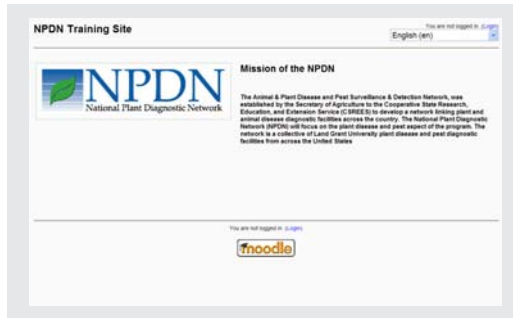 NPDN Training Site
You are not logged in. (Login)
English (en)
NPDN
National Plant Diagnostic Network
Mission of the NPDN
The Animal & Plant Disease and Pest Surveillance & Detection Network, was
established by the Secretary of Agriculture to the Cooperative State Research,
Education, and Extension Service (CSREES) to develop a network linking plant and
animal disease diagnostic facilities across the country. The National Plant Diagnostic
Network (NPDN) will focus on the plant disease and pest aspect of the program. The
network is a collective of Land Grant University plant disease and pest diagnostic
facilities from across the United States
You are not logged in. (Login)
moodle